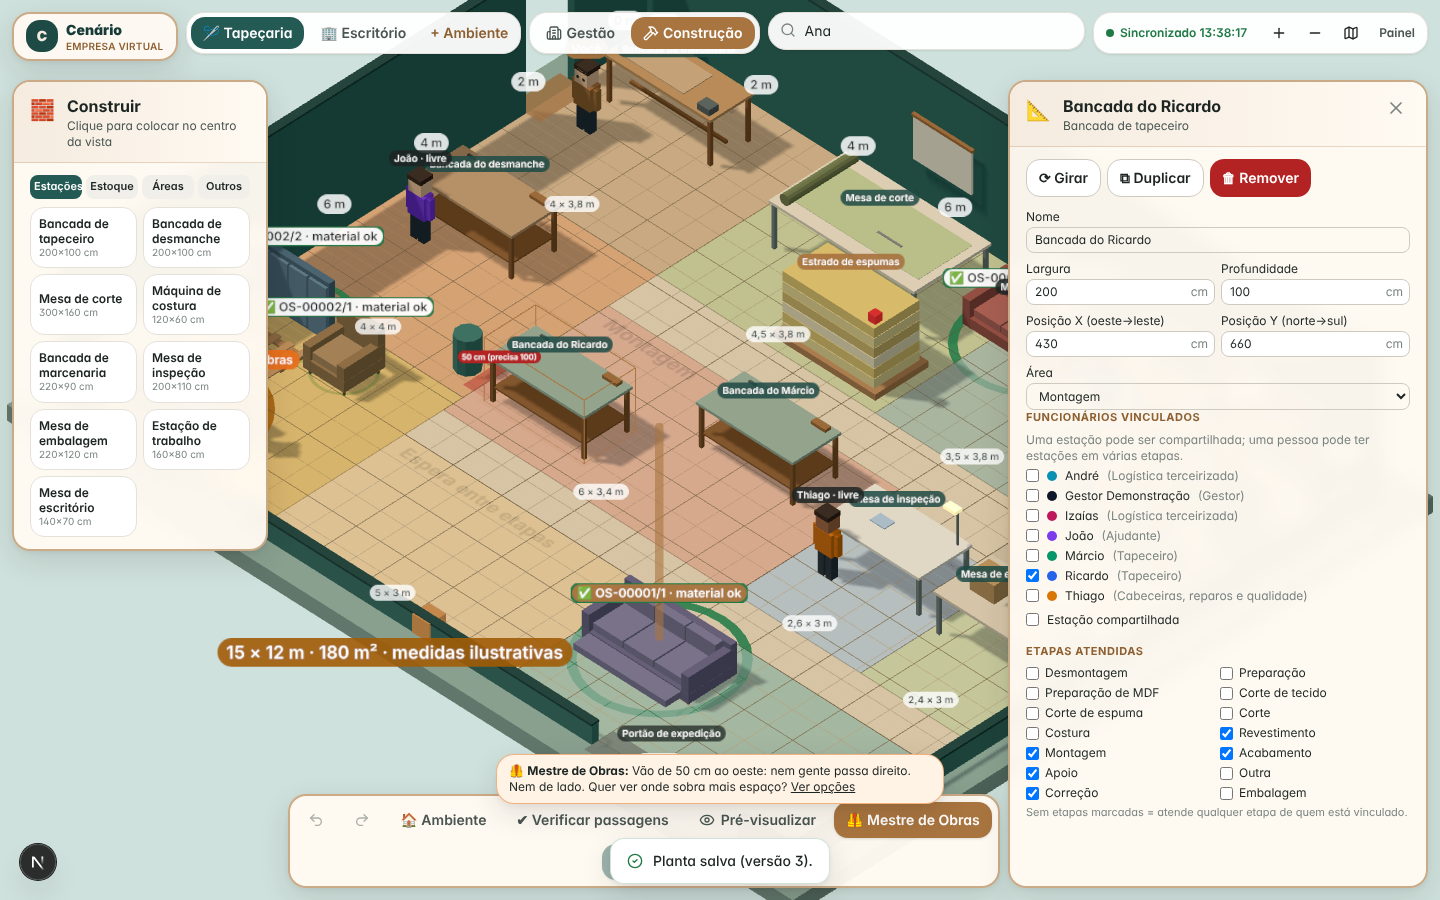 C
Cenário
EMPRESA VIRTUAL
Tapeçaria
Escritório
+ Ambiente
Gestão
Construção
Ana
Sincronizado 13:38:17
Painel
Construir
Clique para colocar no centro
da vista
Estações
Estoque
Áreas
Outros
Bancada de
tapeceiro
200×100 cm
Bancada de
desmanche
200×100 cm
Mesa de corte
300×160 cm
Máquina de
costura
120×60 cm
Bancada de
marcenaria
220×90 cm
Mesa de
inspeção
200×110 cm
Mesa de
embalagem
220×120 cm
Estação de
trabalho
160×80 cm
Mesa de
escritório
140×70 cm
2 m
2 m
4 m
João · livre
Bancada do desmanche
4 m
6 m
4 × 3,8 m
Mesa de corte
6 m
002/2 · material ok
Estrado de espumas
✅ OS-00
OS-00002/1 · material ok
4 × 4 m
4,5 × 3,8 m
Montagem
Bancada do Ricardo
50 cm (precisa 100)
bras
Bancada do Márcio
3,5 × 3,8 m
Espera entre etapas
6 × 3,4 m
Thiago · livre
esa de inspeção
Mesa de e
5 × 3 m
✅ OS-00001/1 · material ok
2,6 × 3 m
15 × 12 m · 180 m² · medidas ilustrativas
2,4 × 3 m
Portão de expedição
Mestre de Obras: Vão de 50 cm ao oeste: nem gente passa direito.
Nem de lado. Quer ver onde sobra mais espaço? Ver opções
Ambiente
✔ Verificar passagens
Pré-visualizar
Mestre de Obras
Planta salva (versão 3).
N
Bancada do Ricardo
Bancada de tapeceiro
⟳ Girar
⧉ Duplicar
Remover
Nome
Bancada do Ricardo
Largura
Profundidade
200 cm
100 cm
Posição X (oeste→leste)
Posição Y (norte→sul)
430 cm
660 cm
Área
Montagem
FUNCIONÁRIOS VINCULADOS
Uma estação pode ser compartilhada; uma pessoa pode ter
estações em várias etapas.
André (Logística terceirizada)
Gestor Demonstração (Gestor)
Izaías (Logística terceirizada)
João (Ajudante)
Márcio (Tapeceiro)
Ricardo (Tapeceiro)
Thiago (Cabeceiras, reparos e qualidade)
Estação compartilhada
ETAPAS ATENDIDAS
Desmontagem
Preparação
Preparação de MDF
Corte de tecido
Corte de espuma
Corte
Costura
Revestimento
Montagem
Acabamento
Apoio
Outra
Correção
Embalagem
Sem etapas marcadas = atende qualquer etapa de quem está vinculado.